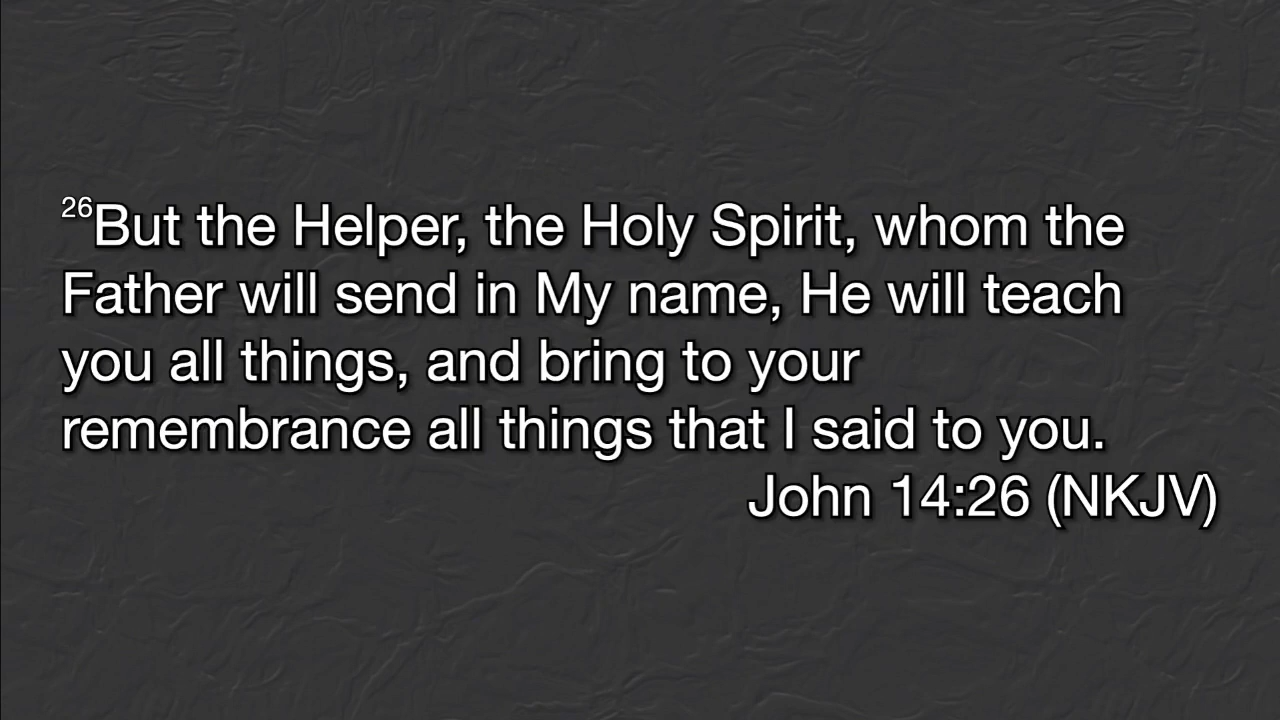 26But the Helper, the Holy Spirit, whom the
Father will send in My name, He will teach
you all things, and bring to your
remembrance all things that I said to you.
John 14:26 (NKJV)